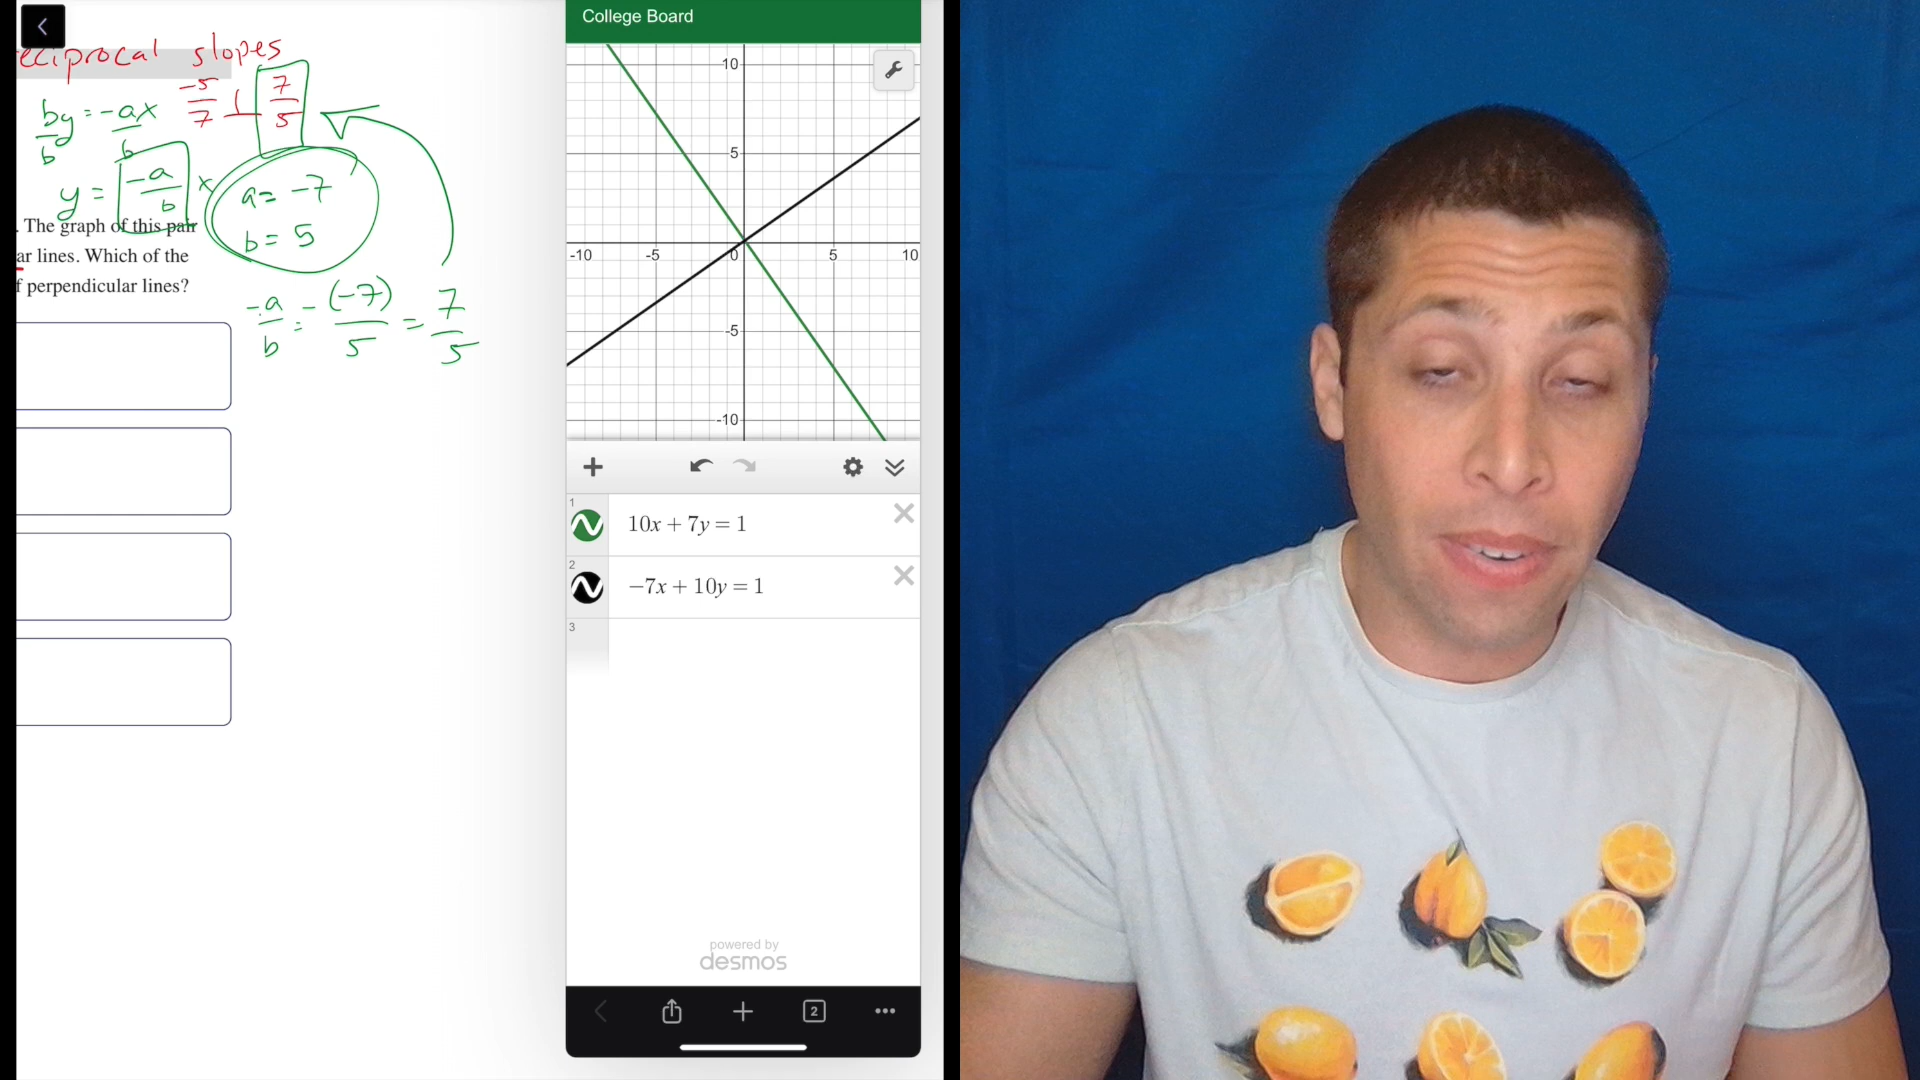 eciprocal slopes
-5/7 ⊥ 7/5
by/b = -ax/b
y = -a/b x
a = -7
b = 5
. The graph of this pair
ar lines. Which of the
f perpendicular lines?
-a/b = -(-7)/5 = 7/5
College Board
10
5
-10 -5 0 5 10
-5
-10
1
10x + 7y = 1
2
−7x + 10y = 1
3
powered by
desmos
2